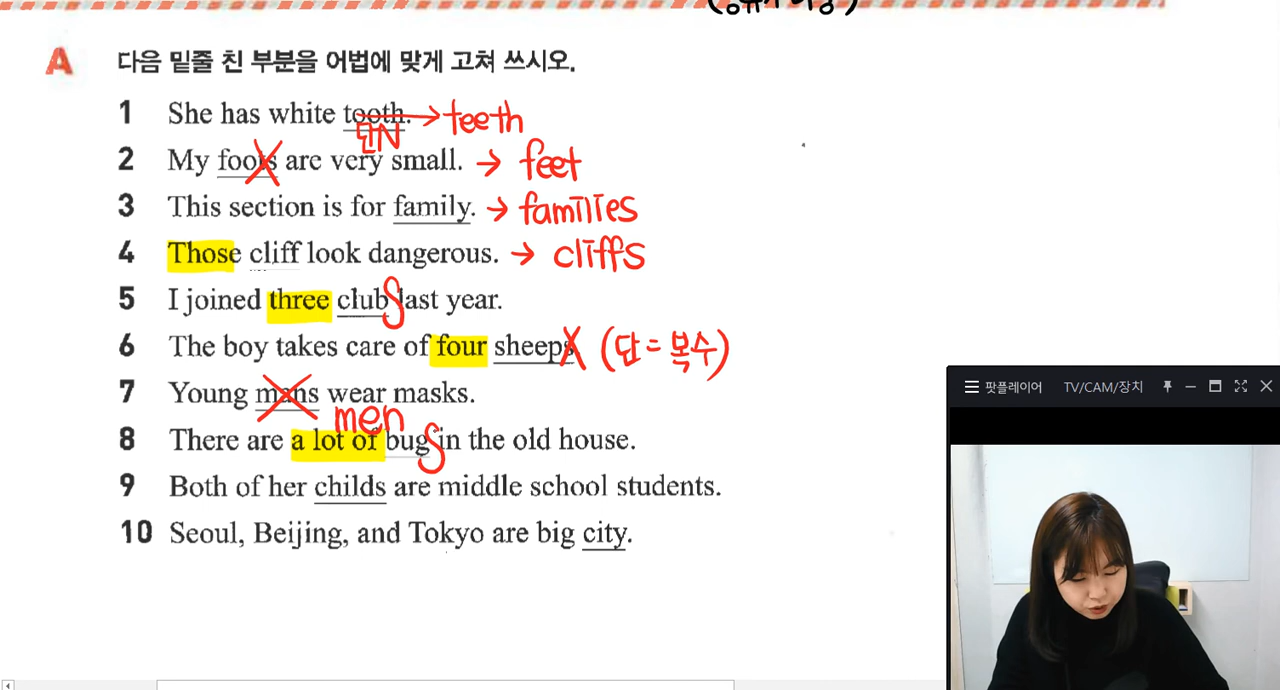 A 다음 밑줄 친 부분을 어법에 맞게 고쳐 쓰시오.
1 She has white tooth. → teeth
단N
2 My foots are very small. → feet
3 This section is for family. → families
4 Those cliff look dangerous. → cliffs
5 I joined three club s last year.
6 The boy takes care of four sheeps X (단 = 복수)
7 Young mans wear masks.
men
8 There are a lot of bug s in the old house.
9 Both of her childs are middle school students.
10 Seoul, Beijing, and Tokyo are big city.
팟플레이어 TV/CAM/장치